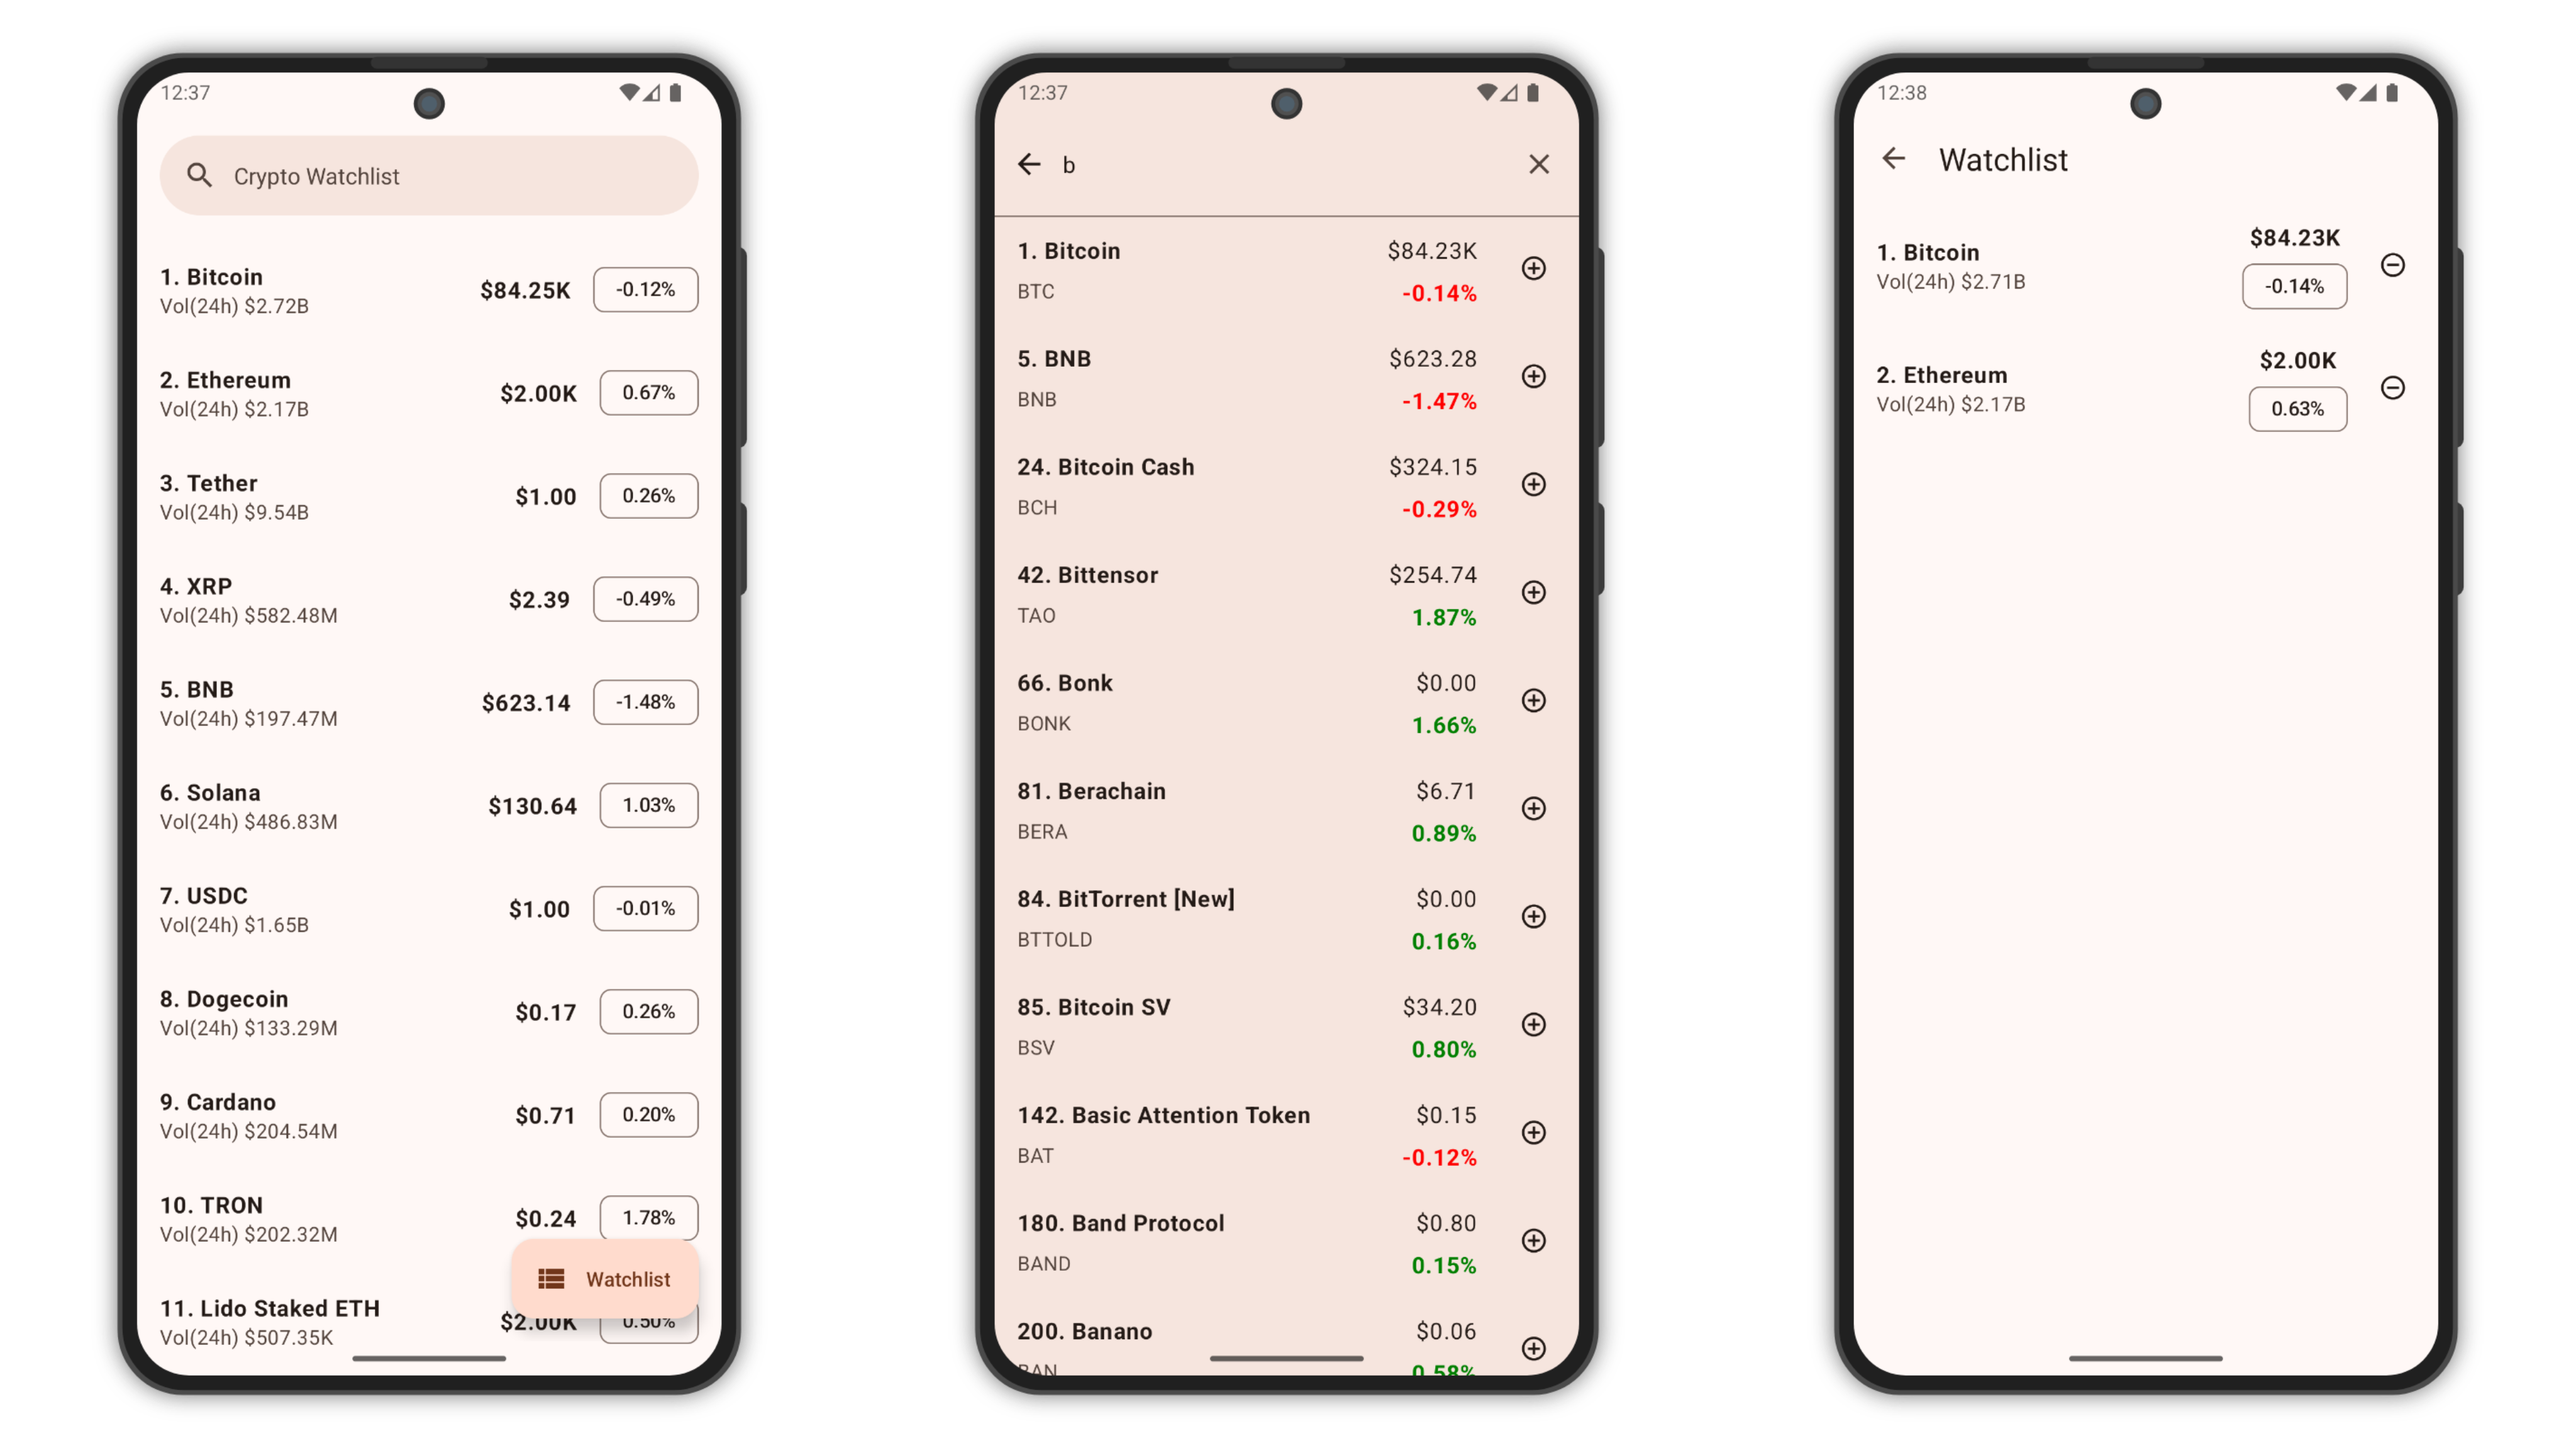 12:37
Crypto Watchlist
1. Bitcoin
Vol(24h) $2.72B
$84.25K
-0.12%
2. Ethereum
Vol(24h) $2.17B
$2.00K
0.67%
3. Tether
Vol(24h) $9.54B
$1.00
0.26%
4. XRP
Vol(24h) $582.48M
$2.39
-0.49%
5. BNB
Vol(24h) $197.47M
$623.14
-1.48%
6. Solana
Vol(24h) $486.83M
$130.64
1.03%
7. USDC
Vol(24h) $1.65B
$1.00
-0.01%
8. Dogecoin
Vol(24h) $133.29M
$0.17
0.26%
9. Cardano
Vol(24h) $204.54M
$0.71
0.20%
10. TRON
Vol(24h) $202.32M
$0.24
1.78%
Watchlist
11. Lido Staked ETH
Vol(24h) $507.35K
$2.00K
0.50%
12:37
b
1. Bitcoin
BTC
$84.23K
-0.14%
5. BNB
BNB
$623.28
-1.47%
24. Bitcoin Cash
BCH
$324.15
-0.29%
42. Bittensor
TAO
$254.74
1.87%
66. Bonk
BONK
$0.00
1.66%
81. Berachain
BERA
$6.71
0.89%
84. BitTorrent [New]
BTTOLD
$0.00
0.16%
85. Bitcoin SV
BSV
$34.20
0.80%
142. Basic Attention Token
BAT
$0.15
-0.12%
180. Band Protocol
BAND
$0.80
0.15%
200. Banano
BAN
$0.06
0.58%
12:38
Watchlist
1. Bitcoin
Vol(24h) $2.71B
$84.23K
-0.14%
2. Ethereum
Vol(24h) $2.17B
$2.00K
0.63%